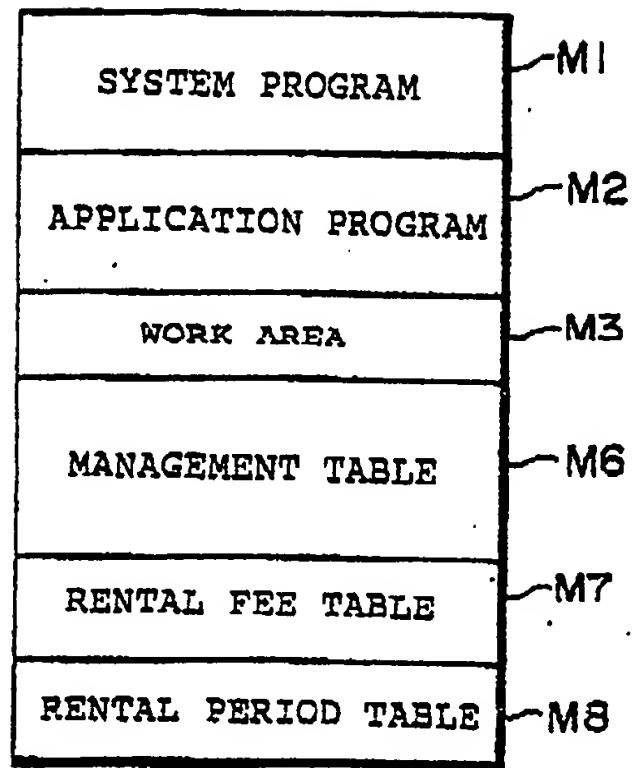 SYSTEM PROGRAM M1
APPLICATION PROGRAM M2
WORK AREA M3
MANAGEMENT TABLE M6
RENTAL FEE TABLE M7
RENTAL PERIOD TABLE M8